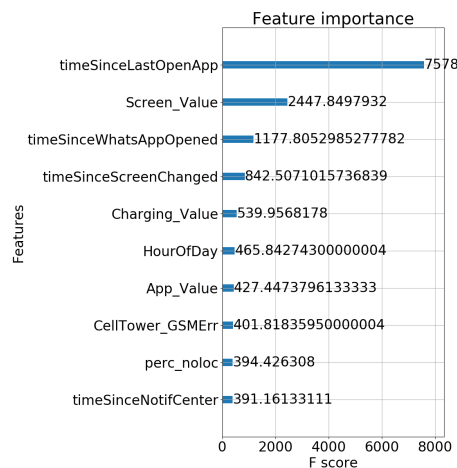 Feature importance
timeSinceLastOpenApp 7578
Screen_Value 2447.8497932
timeSinceWhatsAppOpened 1177.8052985277782
timeSinceScreenChanged 842.5071015736839
Charging_Value 539.9568178
HourOfDay 465.84274300000004
App_Value 427.4473796133333
CellTower_GSMErr 401.81835950000004
perc_noloc 394.426308
timeSinceNotifCenter 391.16133111
Features
0 2000 4000 6000 8000
F score